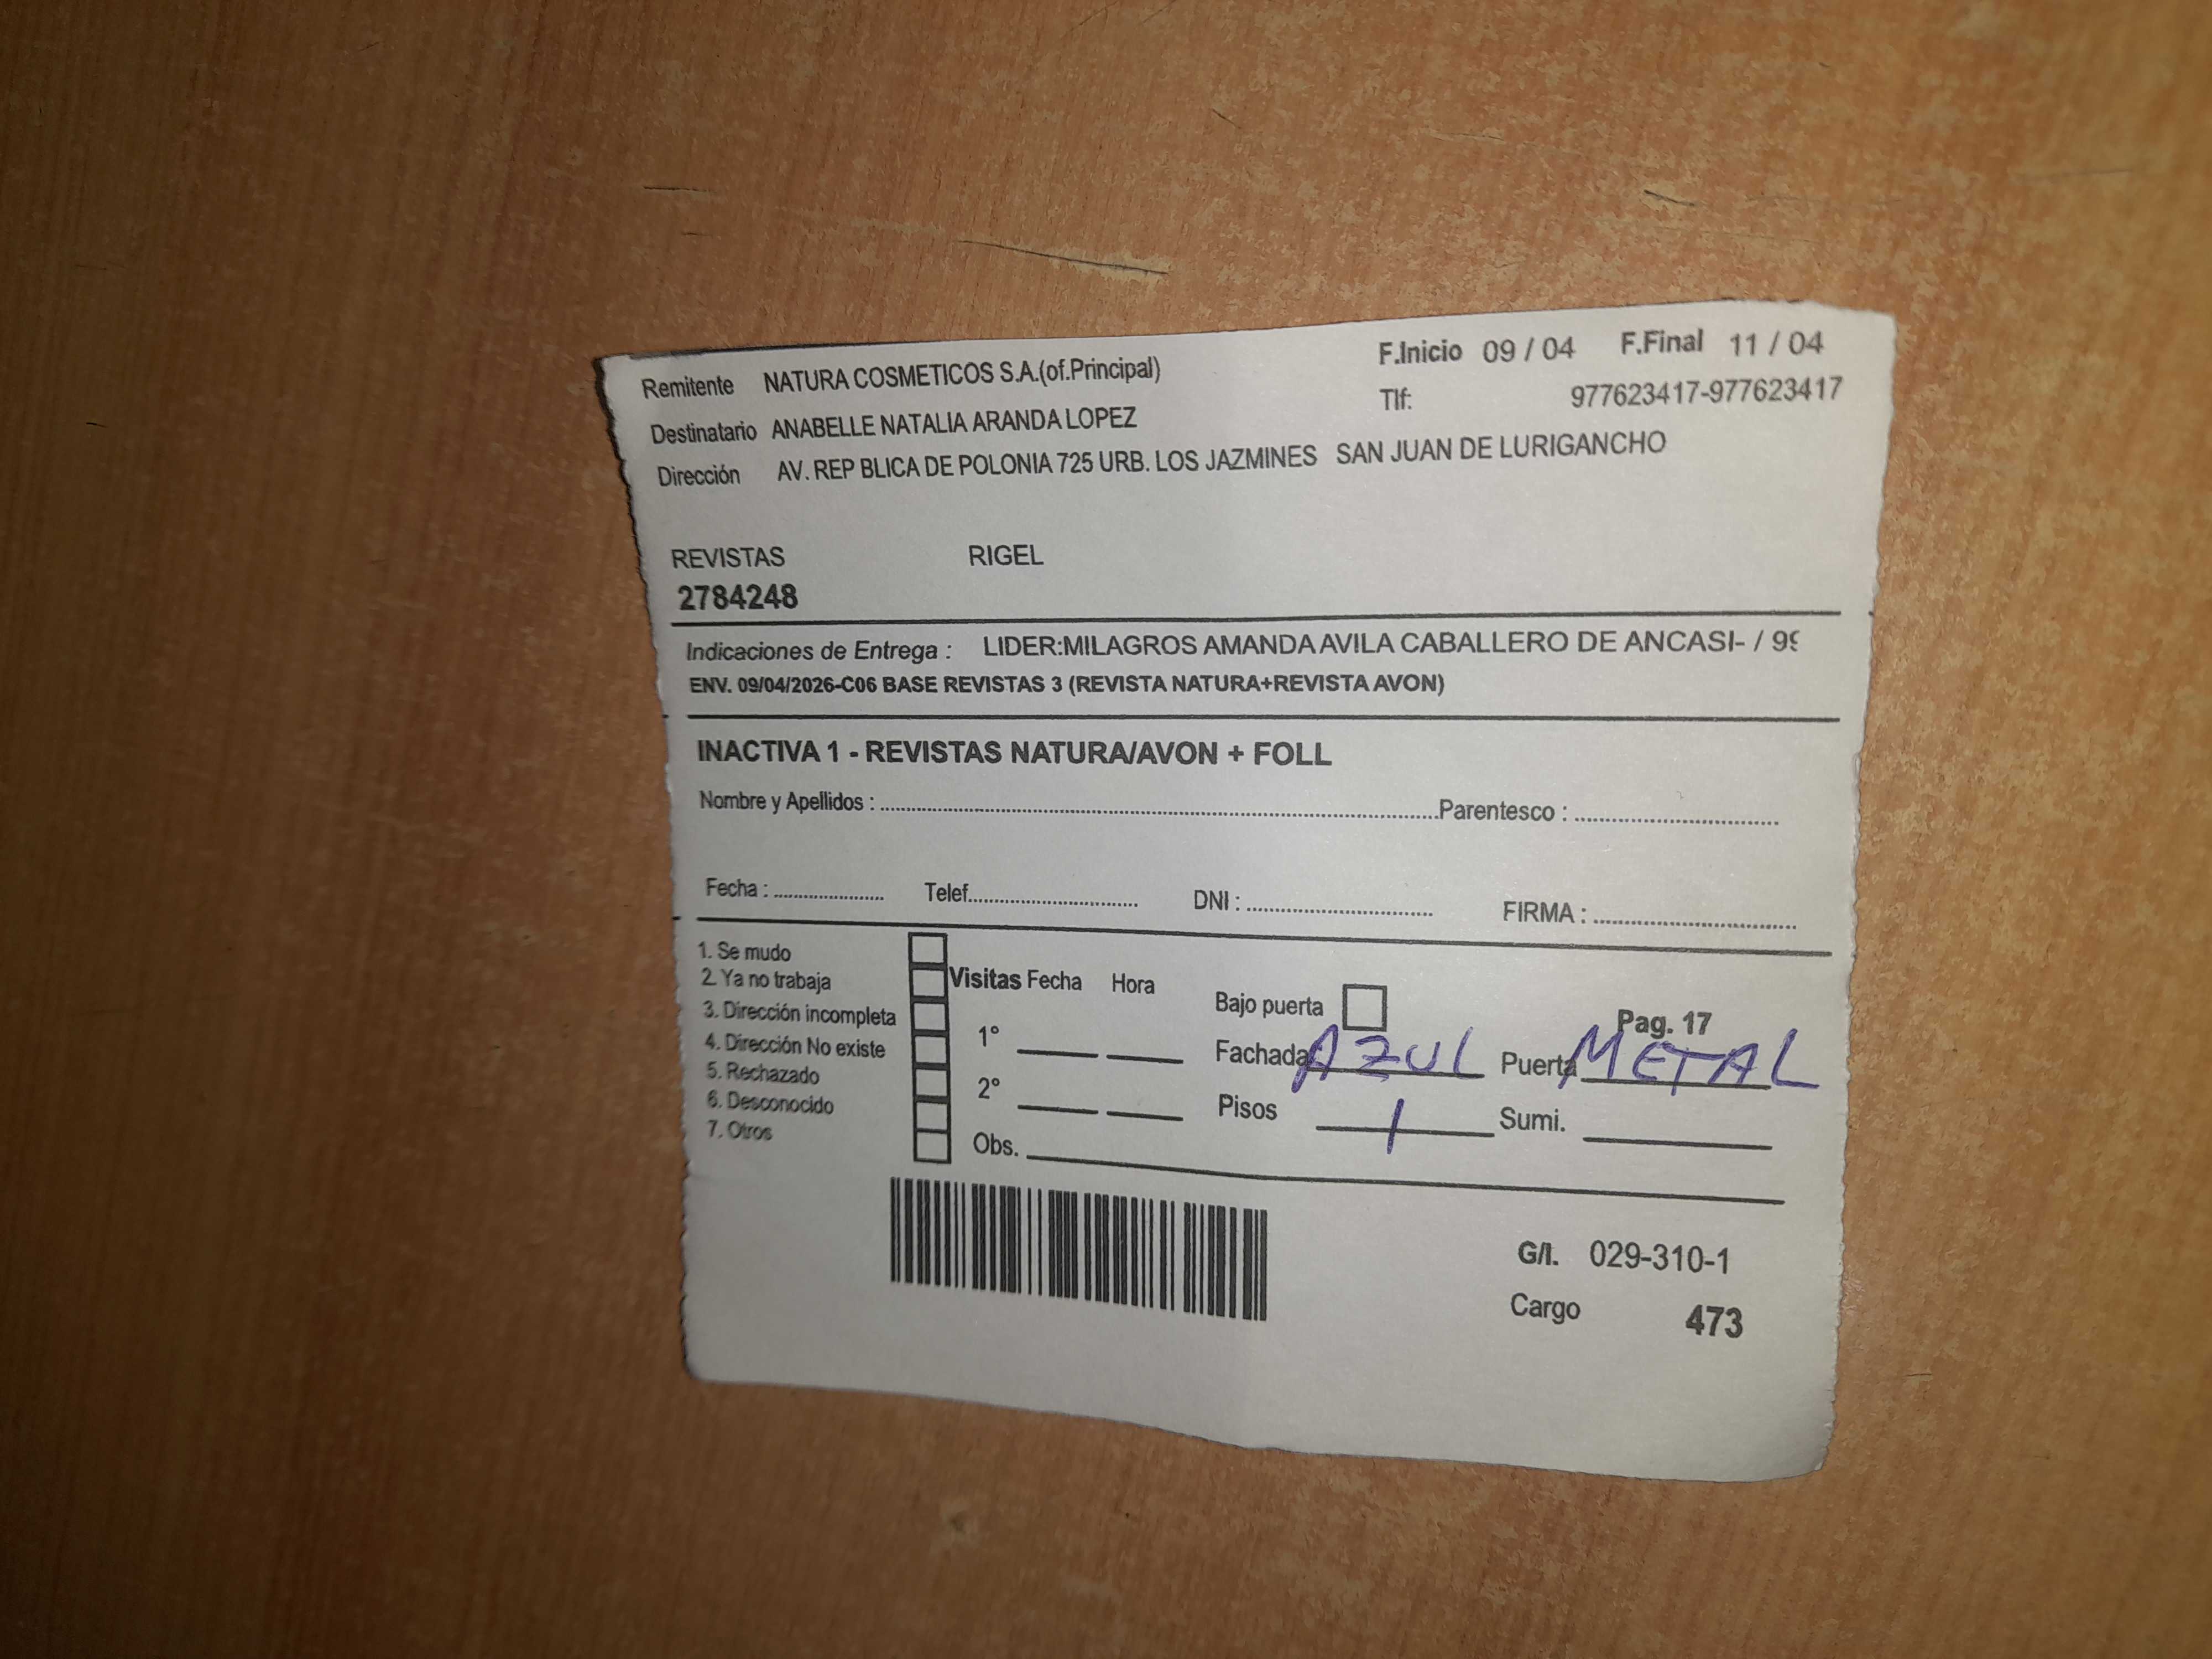 Remitente NATURA COSMETICOS S.A.(of.Principal) F.Inicio 09 / 04 F.Final 11 / 04
Destinatario ANABELLE NATALIA ARANDA LOPEZ Tlf: 977623417-977623417
Dirección AV. REP BLICA DE POLONIA 725 URB. LOS JAZMINES SAN JUAN DE LURIGANCHO
REVISTAS RIGEL
2784248
Indicaciones de Entrega : LIDER:MILAGROS AMANDA AVILA CABALLERO DE ANCASI- / 99
ENV. 09/04/2026-C06 BASE REVISTAS 3 (REVISTA NATURA+REVISTA AVON)
INACTIVA 1 - REVISTAS NATURA/AVON + FOLL
Nombre y Apellidos : Parentesco :
Fecha : Telef. DNI : FIRMA :
1. Se mudo
2. Ya no trabaja Visitas Fecha Hora Bajo puerta Pag. 17
3. Dirección incompleta 1°
4. Dirección No existe Fachada AZUL Puerta METAL
5. Rechazado 2°
6. Desconocido Pisos 1 Sumi.
7. Otros Obs.
G/I. 029-310-1
Cargo 473